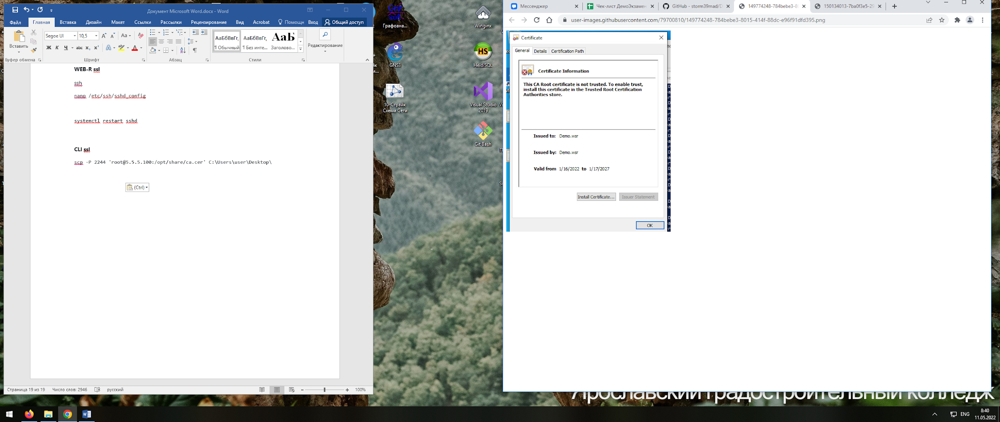 Документ Microsoft Word.docx - Word
Файл
Главная
Вставка
Дизайн
Макет
Ссылки
Рассылки
Рецензирование
Вид
Acrobat
Помощн
Вход
Общий доступ
Вставить
Буфер обмена
Segoe UI
10,5
Aa
Ж К Ч abc x₂ x²
Шрифт
Абзац
АаБбВвГг,
¶ Обычный
АаБбВвГг,
¶ Без инте...
АаБ
Заголово...
Стили
Редактирование
WEB-R ssl
ssh
nano /etc/ssh/sshd_config
systemctl restart sshd
CLI ssl
scp -P 2244 'root@5.5.5.100:/opt/share/ca.cer' C:\Users\user\Desktop\
(Ctrl)
Страница 19 из 19
Число слов: 2946
русский
100%
Графоана...
GNS3
10-Страйк
Схема Сети
Winginx
HeidiSQL
Visual Studio
2019
Git Bash
Мессенджер
Чек-лист ДемоЭкзамен
GitHub - storm39mad/D
149774248-784bebe3-80
150134013-7ba0f3e5-29
user-images.githubusercontent.com/79700810/149774248-784bebe3-8015-414f-88dc-e96f91dfd395.png
Certificate
General
Details
Certification Path
Certificate Information
This CA Root certificate is not trusted. To enable trust,
install this certificate in the Trusted Root Certification
Authorities store.
Issued to: Demo.wsr
Issued by: Demo.wsr
Valid from 1/16/2022 to 1/17/2027
Install Certificate...
Issuer Statement
OK
Ярославский градостроительный колледж
ENG
8:40
11.05.2022